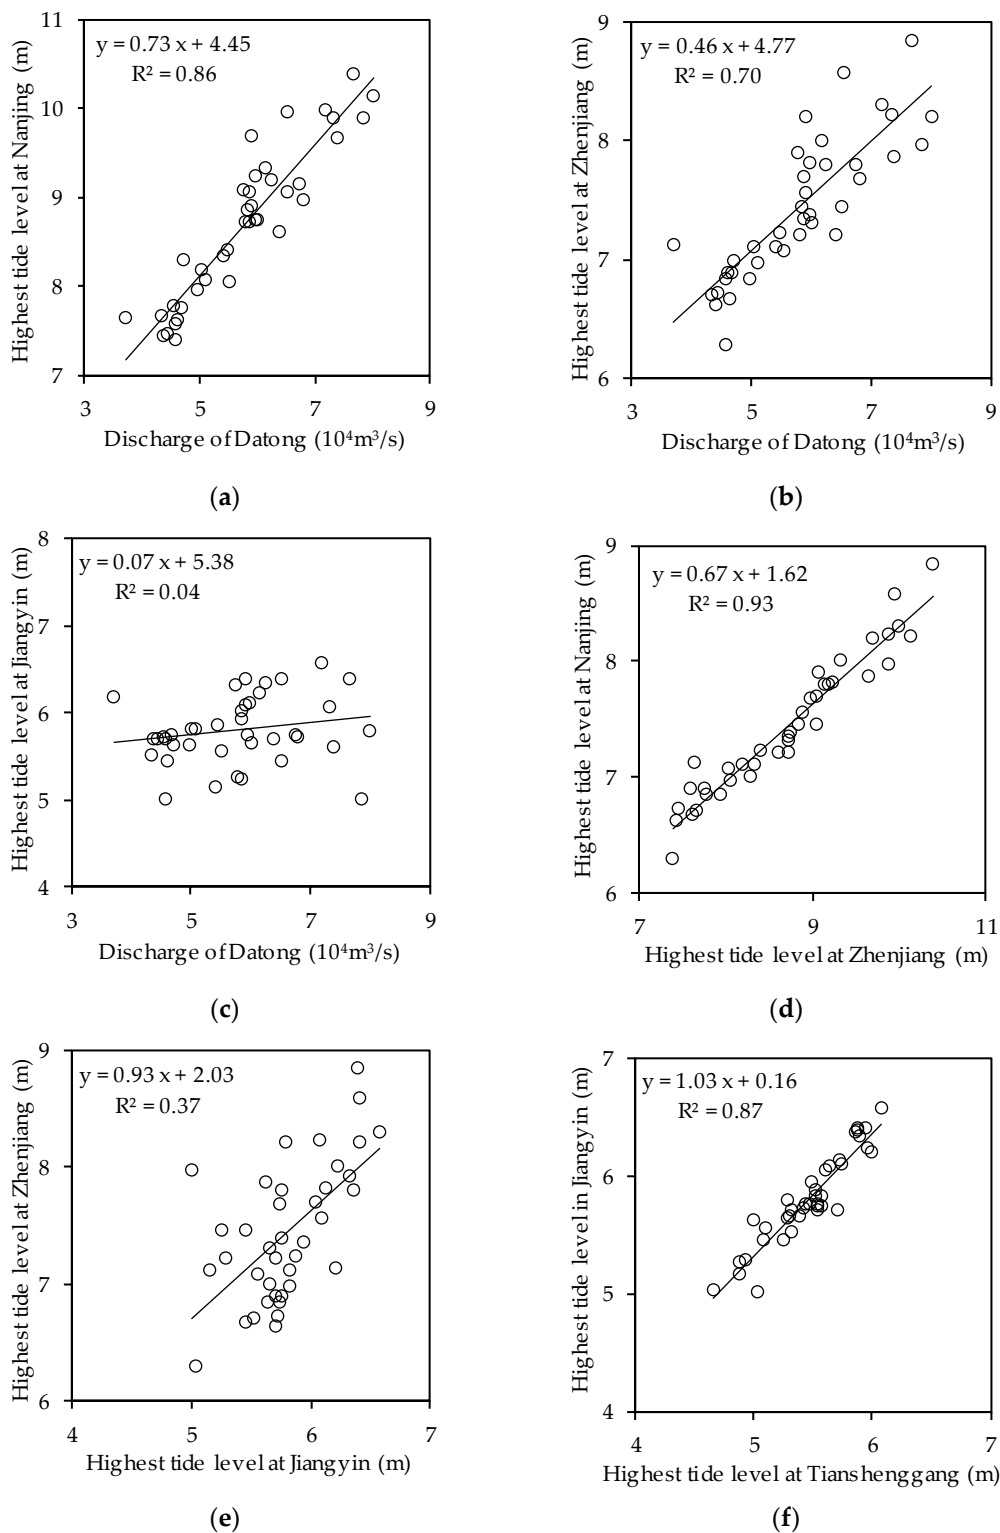 y = 0.73 x + 4.45
R² = 0.86
Highest tide level at Nanjing (m)
11
10
9
8
7
3 5 7 9
Discharge of Datong (10⁴m³/s)
(a)
y = 0.46 x + 4.77
R² = 0.70
Highest tide level at Zhenjiang (m)
9
8
7
6
3 5 7 9
Discharge of Datong (10⁴m³/s)
(b)
y = 0.07 x + 5.38
R² = 0.04
Highest tide level at Jiangyin (m)
8
7
6
5
4
3 5 7 9
Discharge of Datong (10⁴m³/s)
(c)
y = 0.67 x + 1.62
R² = 0.93
Highest tide level at Nanjing (m)
9
8
7
6
7 9 11
Highest tide level at Zhenjiang (m)
(d)
y = 0.93 x + 2.03
R² = 0.37
Highest tide level at Zhenjiang (m)
9
8
7
6
4 5 6 7
Highest tide level at Jiangyin (m)
(e)
y = 1.03 x + 0.16
R² = 0.87
Highest tide level in Jiangyin (m)
7
6
5
4
4 5 6 7
Highest tide level at Tianshenggang (m)
(f)